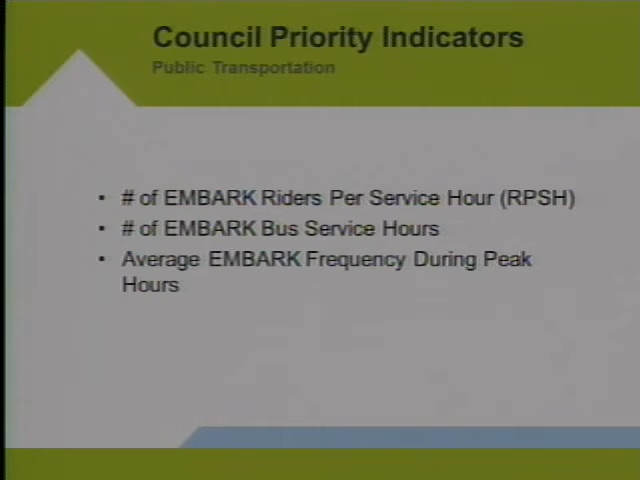 Council Priority Indicators
Public Transportation
• # of EMBARK Riders Per Service Hour (RPSH)
• # of EMBARK Bus Service Hours
• Average EMBARK Frequency During Peak
Hours